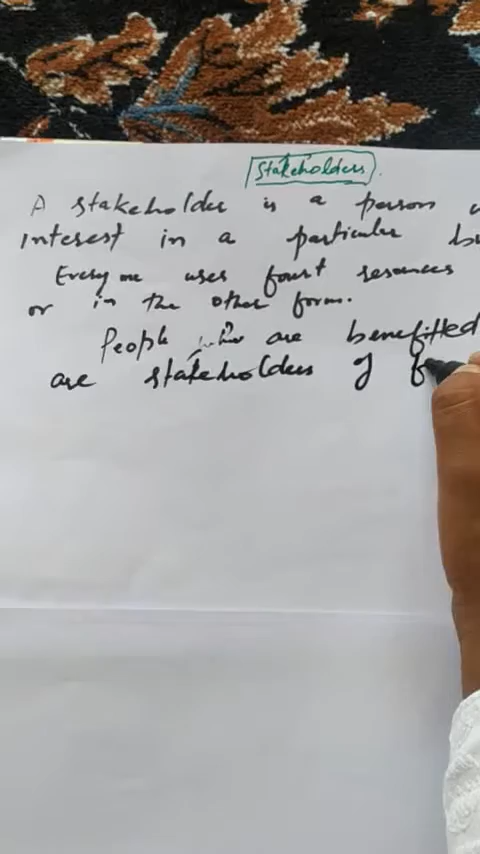 Stakeholders.
A stakeholder is a person
interest in a particular
Every one uses forest resources
or in the other form.
People who are benefitted
are stakeholders of